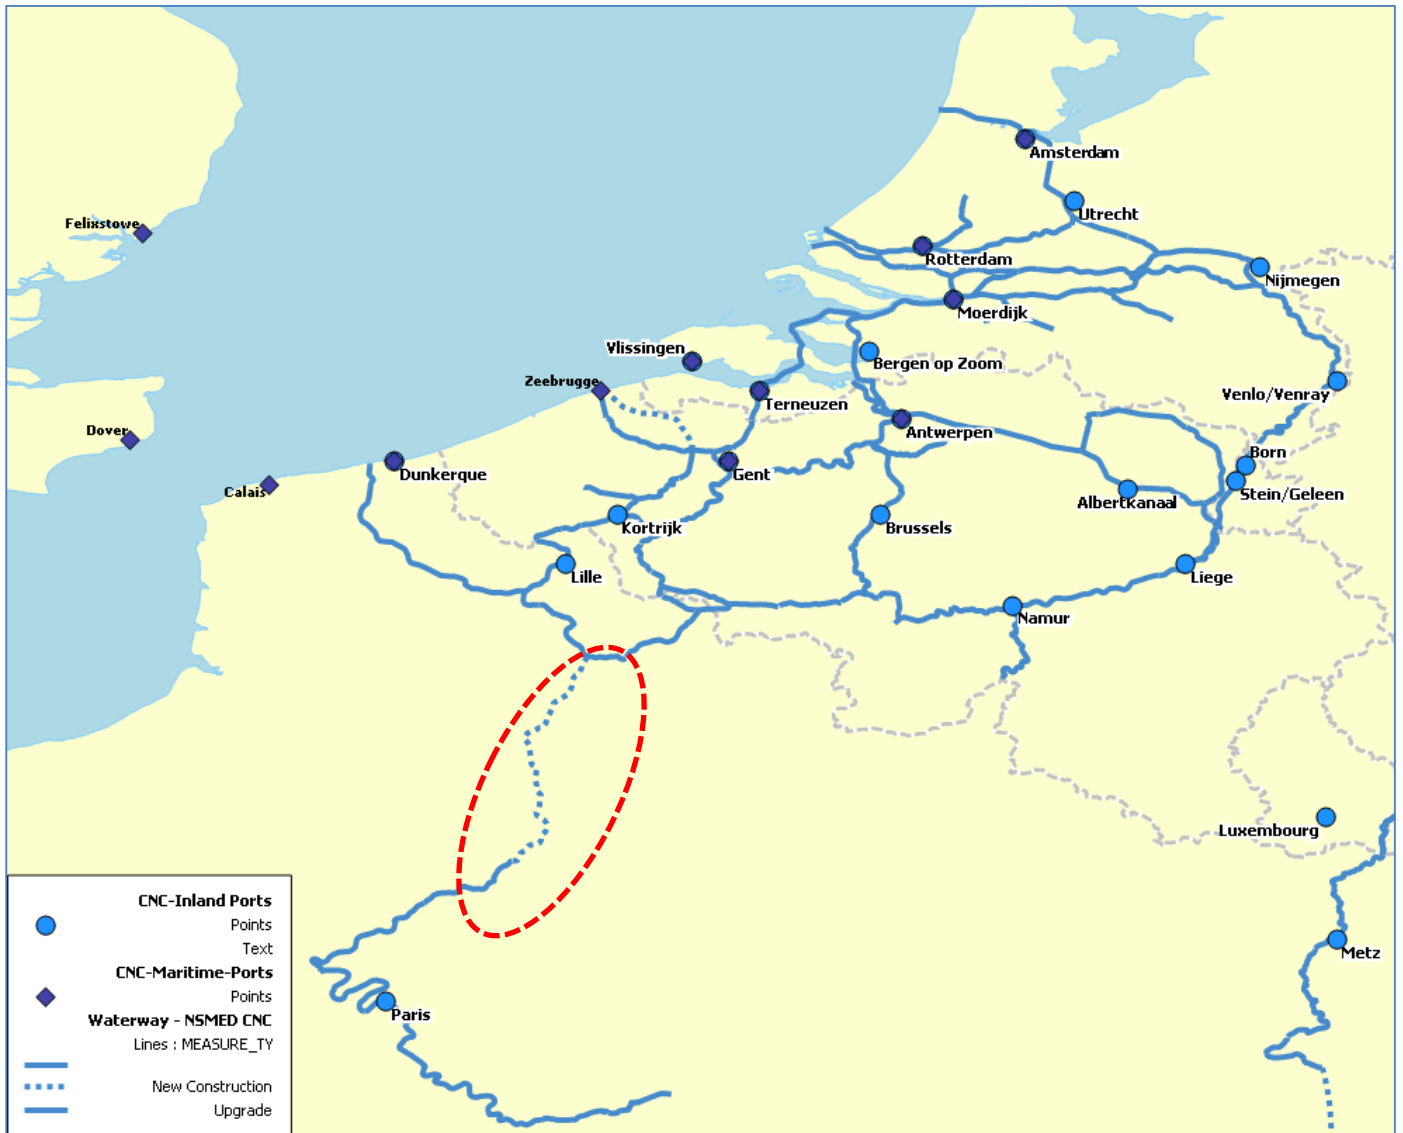 Amsterdam
Utrecht
Felixstowe
Rotterdam
Nijmegen
Moerdijk
Vlissingen
Bergen op Zoom
Zeebrugge
Terneuzen
Venlo/Venray
Dover
Antwerpen
Born
Dunkerque
Gent
Stein/Geleen
Calais
Albertkanaal
Kortrijk
Brussels
Lille
Liege
Namur
Luxembourg
Metz
Paris
CNC-Inland Ports
Points
Text
CNC-Maritime-Ports
Points
Waterway - NSMED CNC
Lines : MEASURE_TY
New Construction
Upgrade